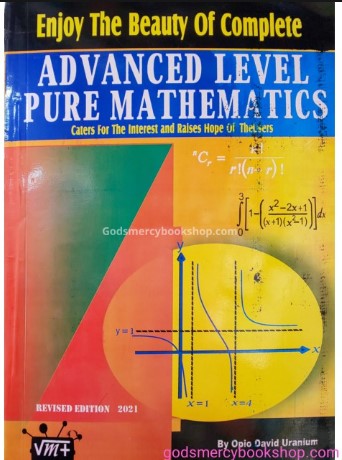 Enjoy The Beauty Of Complete
ADVANCED LEVEL
PURE MATHEMATICS
Caters For The Interest and Raises Hope Of The Users
ⁿCᵣ = n! / r!(n-r)!
Godsmercybookshop.com
∫₀³ [1-(x²-2x+1 / (x+1)(x²-1))]dx
y
y=1
x
x=1 x=4
REVISED EDITION 2021
√m+
By Opio David Uranium
godsmercybookshop.com